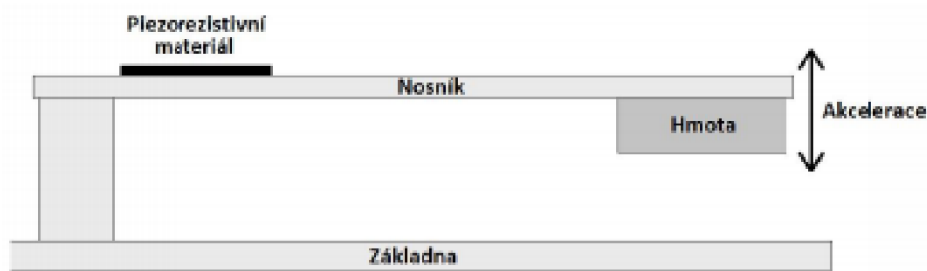 Piezorezistivní
materiál
Nosník
Hmota
Akcelerace
Základna